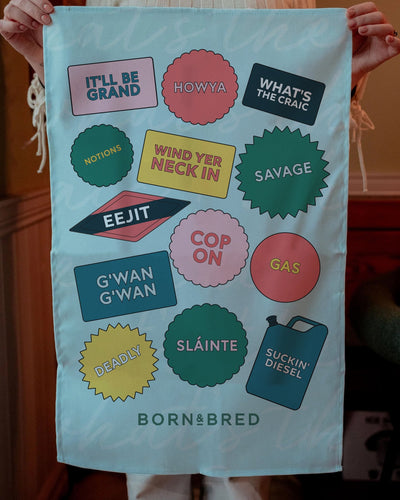 IT'LL BE
GRAND
HOWYA
WHAT'S
THE CRAIC
NOTIONS
WIND YER
NECK IN
SAVAGE
EEJIT
COP
ON
GAS
G'WAN
G'WAN
DEADLY
SLÁINTE
SUCKIN'
DIESEL
BORN & BRED